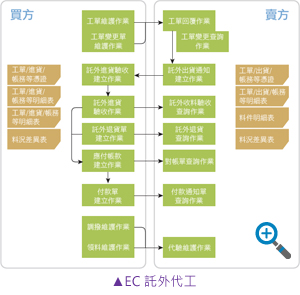 買方
賣方
工單維護作業
工單變更單
維護作業
工單回覆作業
工單變更查詢
作業
託外進貨驗收
建立作業
託外出貨通知
建立作業
工單/進貨/
帳務等憑證
工單/進貨/
帳務等明細表
工單/進貨/帳務
等明細表
料況差異表
工單/出貨/
帳務等憑證
工單/出貨/帳務
等明細表
料件明細表
料況差異表
託外進貨
驗收作業
託外收料驗收
查詢作業
託外退貨單
建立作業
託外退貨
查詢作業
應付帳款
建立作業
對帳單查詢作業
付款單
建立作業
付款通知單
查詢作業
調撥維護作業
領料維護作業
代驗維護作業
▲EC 託外代工